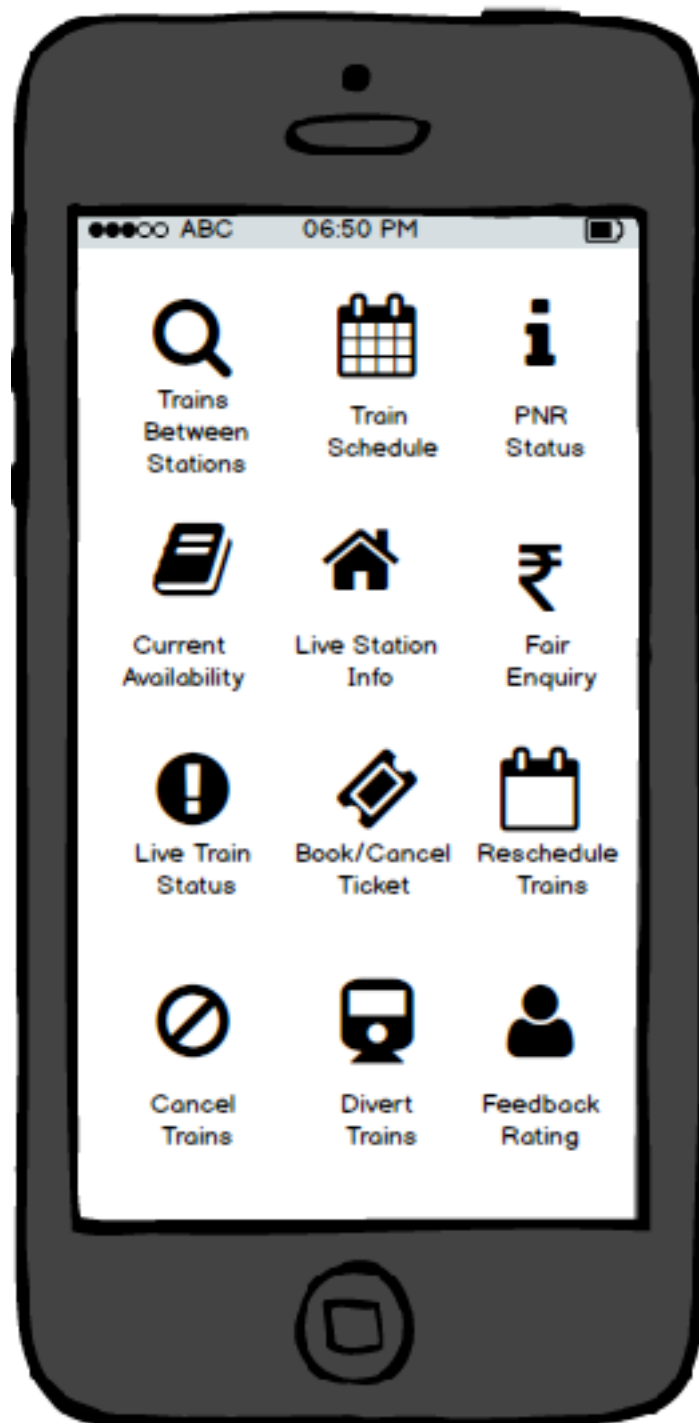 ABC 06:50 PM
Trains
Between
Stations
Train
Schedule
PNR
Status
Current
Availability
Live Station
Info
Fair
Enquiry
Live Train
Status
Book/Cancel
Ticket
Reschedule
Trains
Cancel
Trains
Divert
Trains
Feedback
Rating